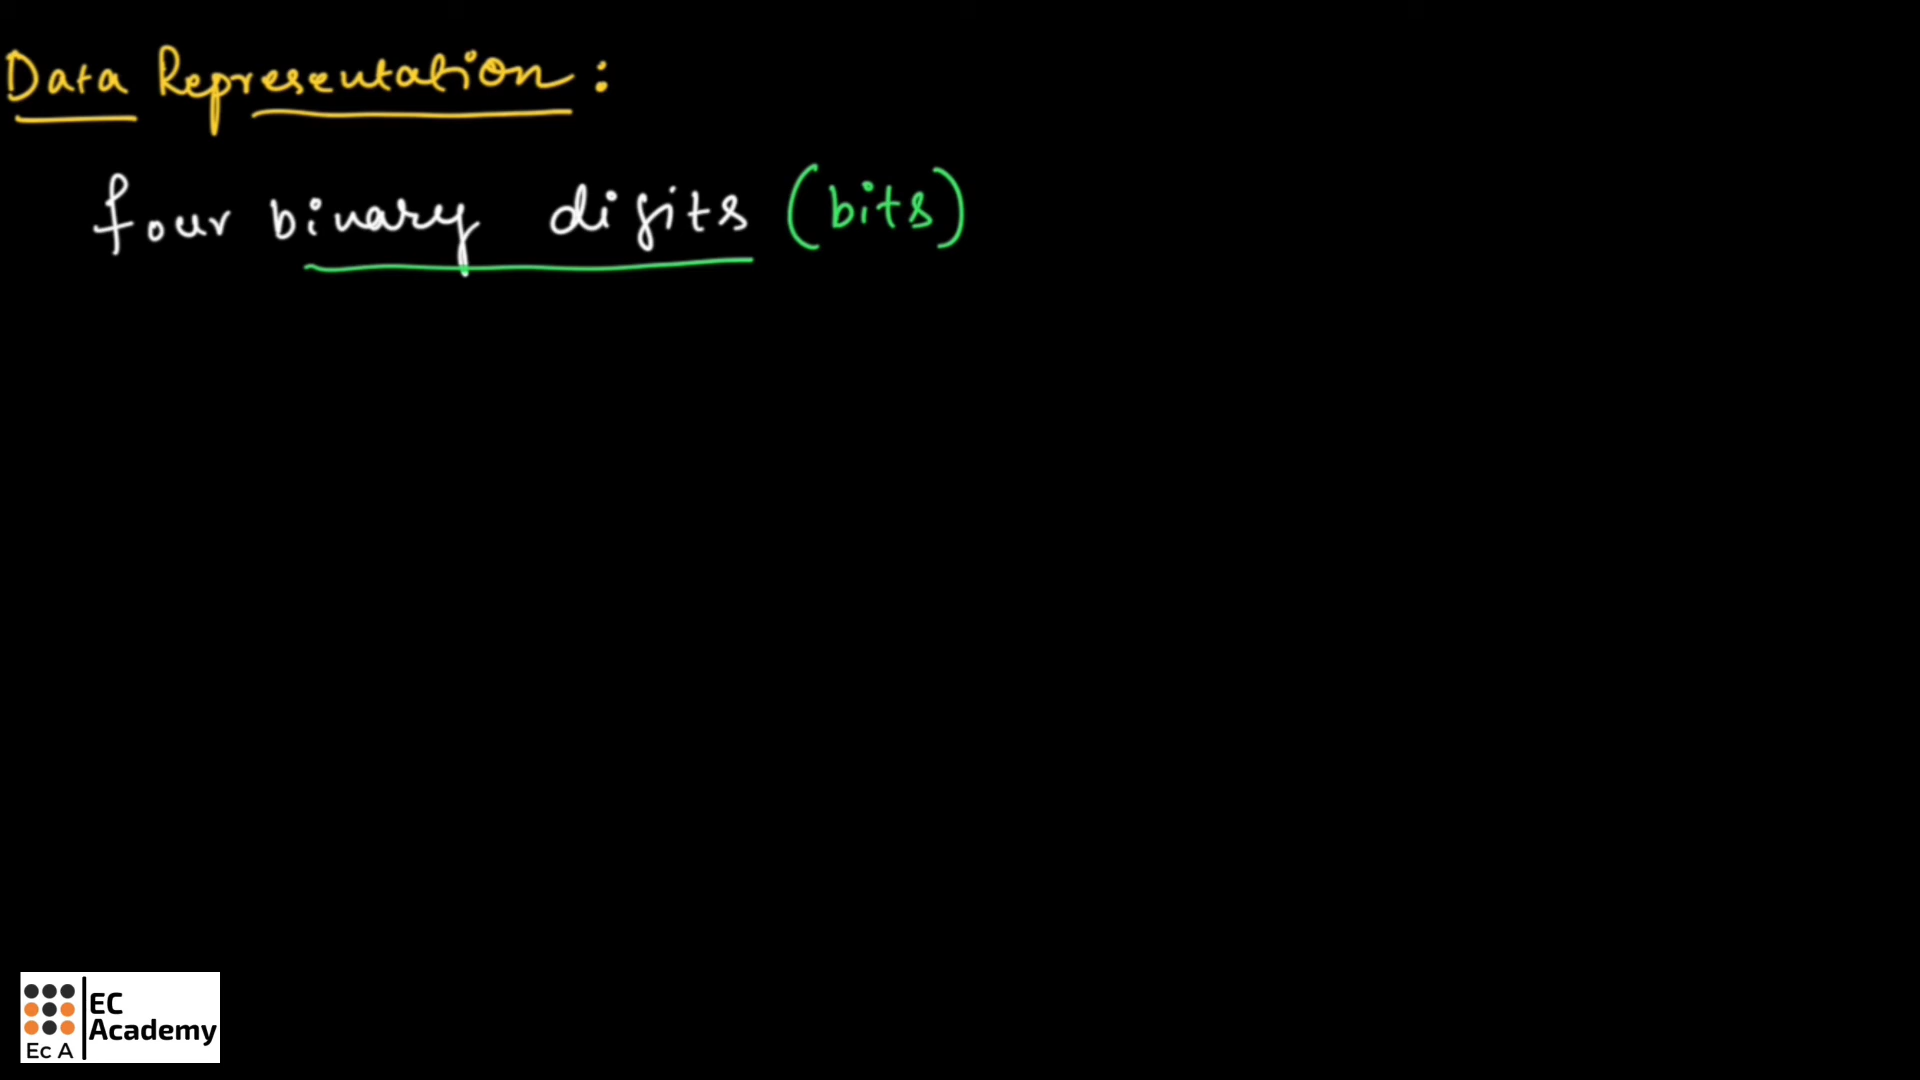 Data Representation :
four binary digits (bits)
EC
Academy
Ec A